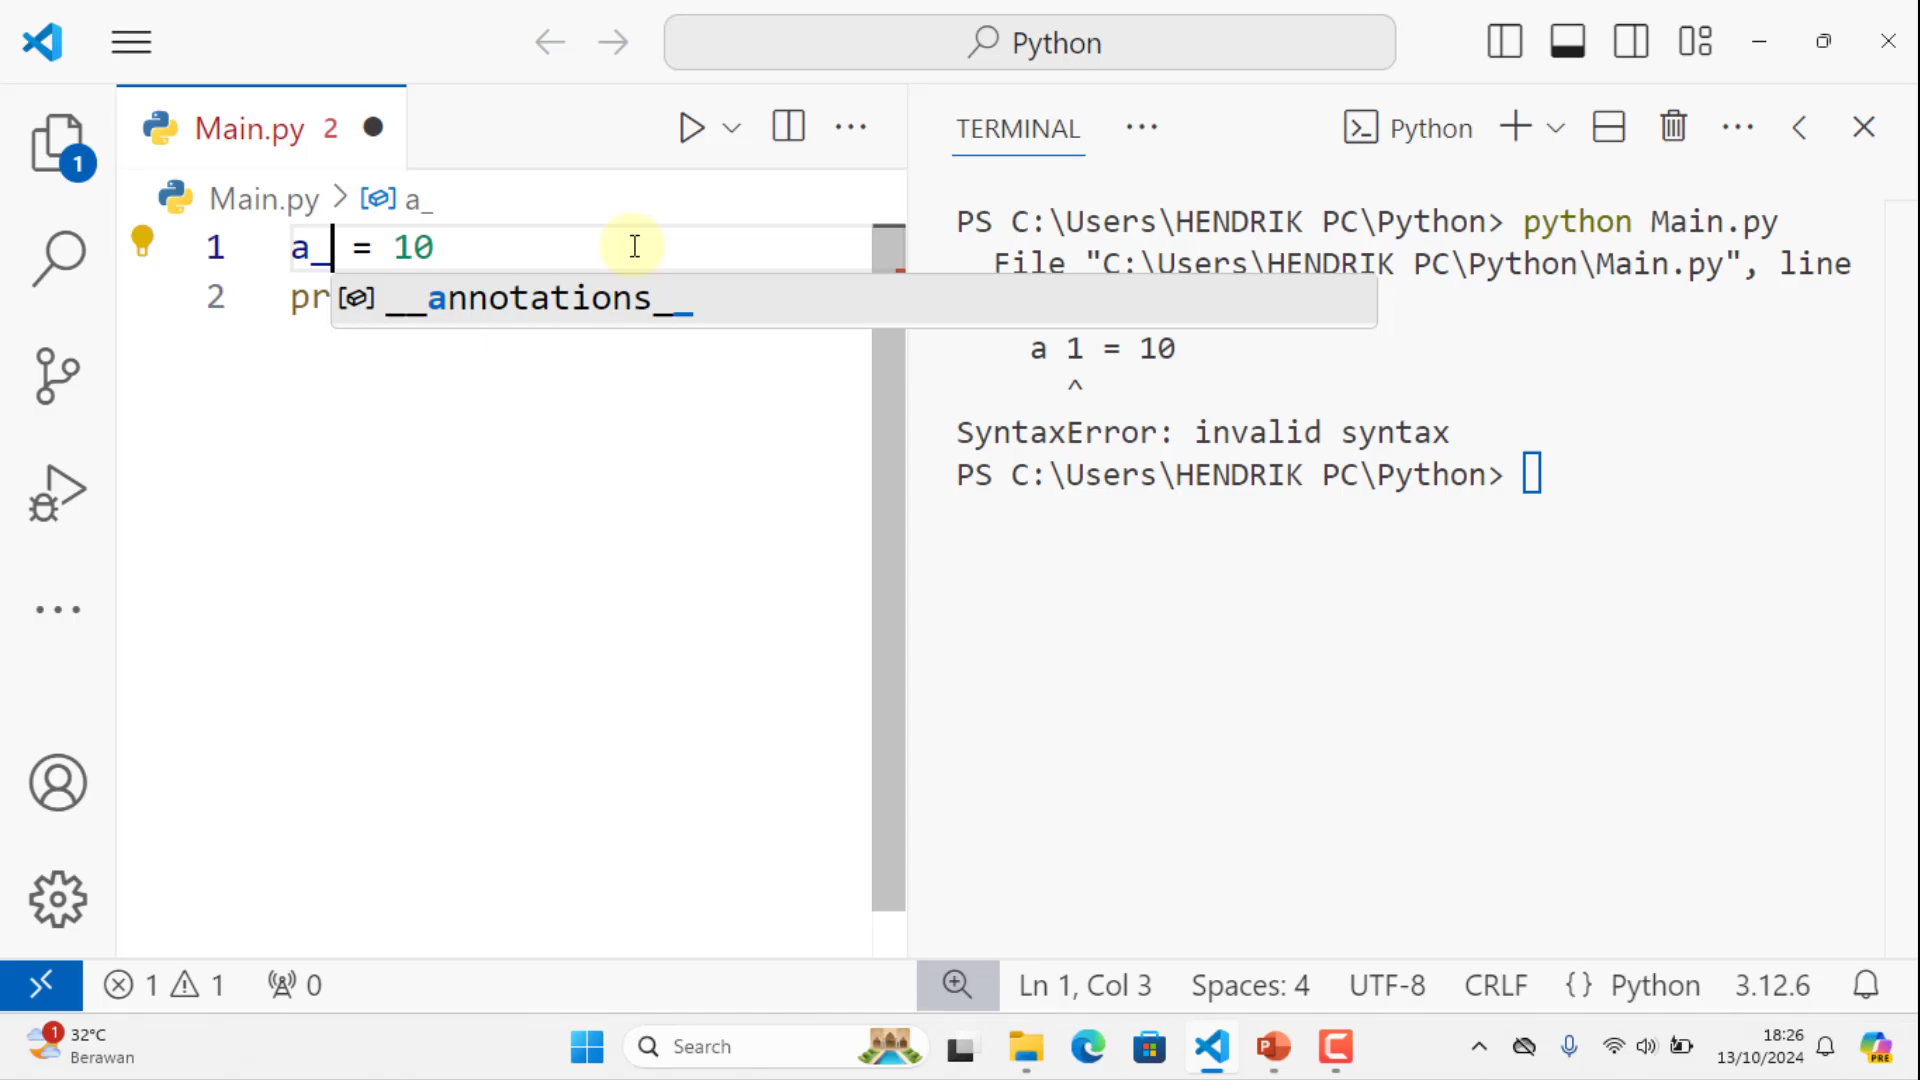 Python
Main.py 2
Main.py > a_
1 a_ = 10
__annotations__
2 pr
TERMINAL
Python
PS C:\Users\HENDRIK PC\Python> python Main.py
File "C:\Users\HENDRIK PC\Python\Main.py", line
a 1 = 10
^
SyntaxError: invalid syntax
PS C:\Users\HENDRIK PC\Python>
1
1 1 0
Ln 1, Col 3
Spaces: 4
UTF-8
CRLF
{ } Python
3.12.6
1
32°C
Berawan
Search
18:26
13/10/2024
PRE